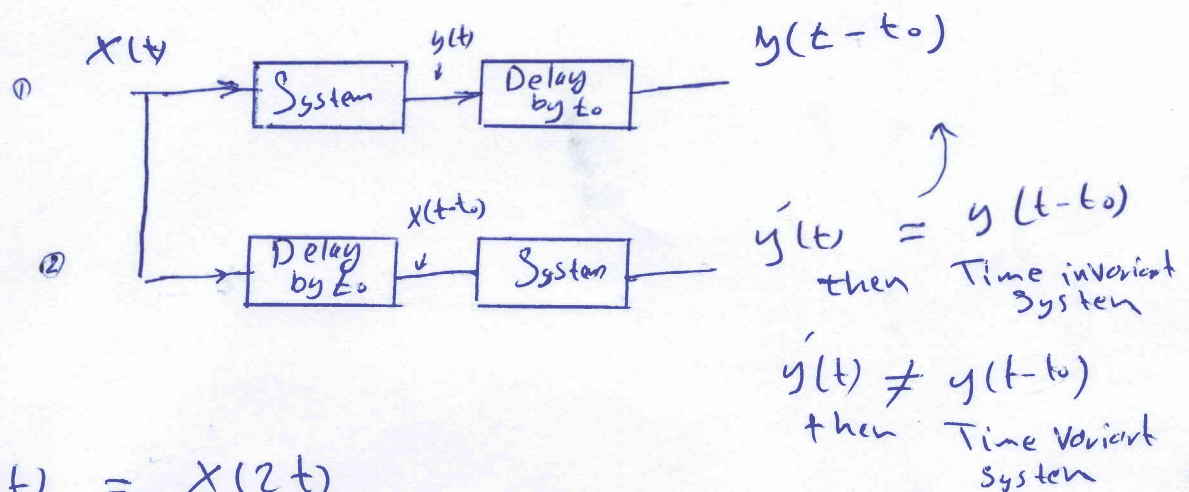 x(t)
y(t)
y(t-t₀)
①
System
Delay
by t₀
x(t-t₀)
②
Delay
by t₀
System
y′(t) = y(t-t₀)
then Time invariant
System
y′(t) ≠ y(t-t₀)
then Time Variant
System
t) = x(2t)